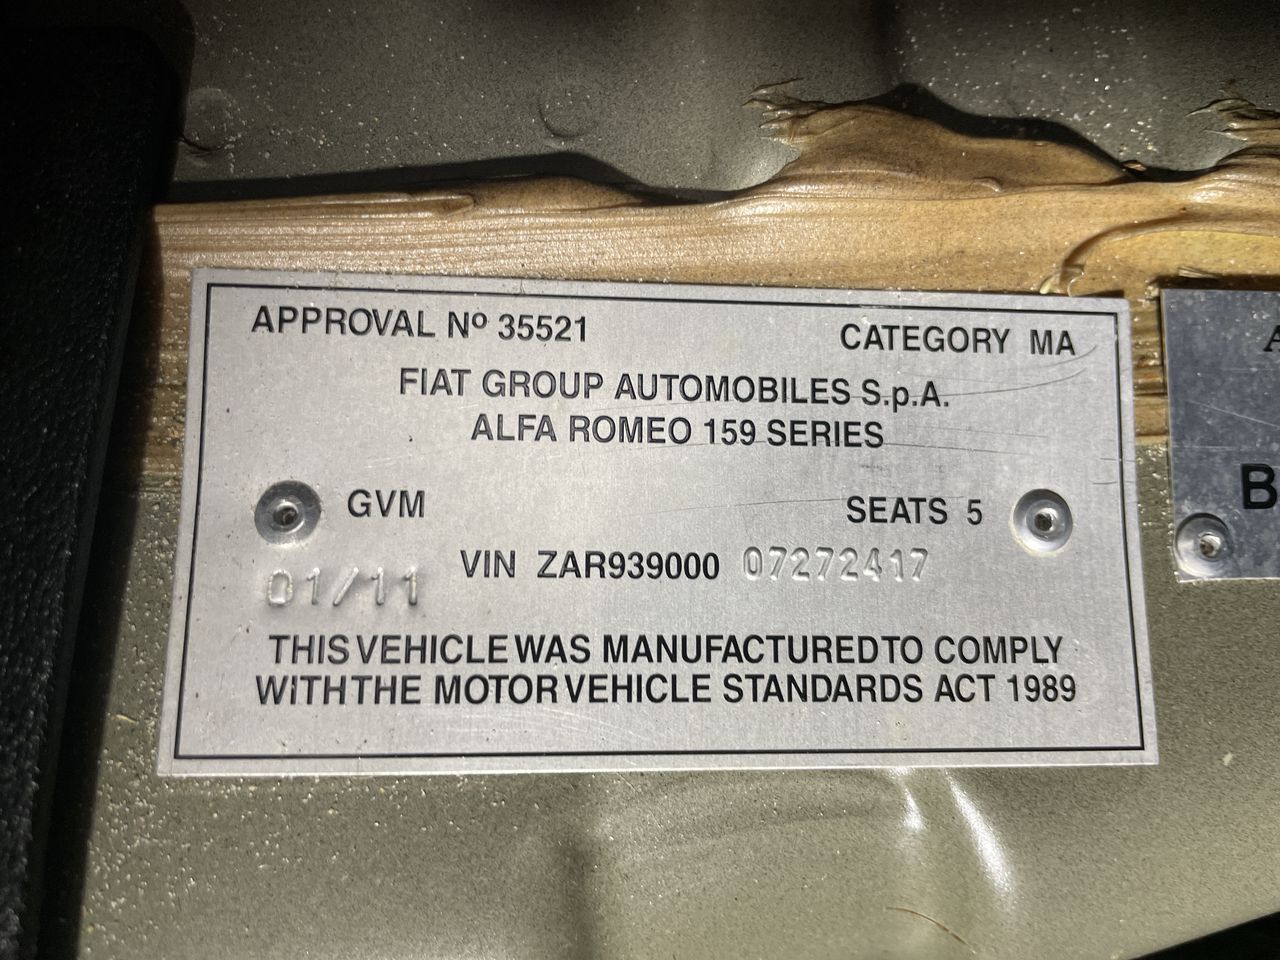 APPROVAL Nº 35521 CATEGORY MA
FIAT GROUP AUTOMOBILES S.p.A.
ALFA ROMEO 159 SERIES
GVM SEATS 5
VIN ZAR939000 07272417
01/11
THIS VEHICLE WAS MANUFACTURED TO COMPLY
WITH THE MOTOR VEHICLE STANDARDS ACT 1989
A
B